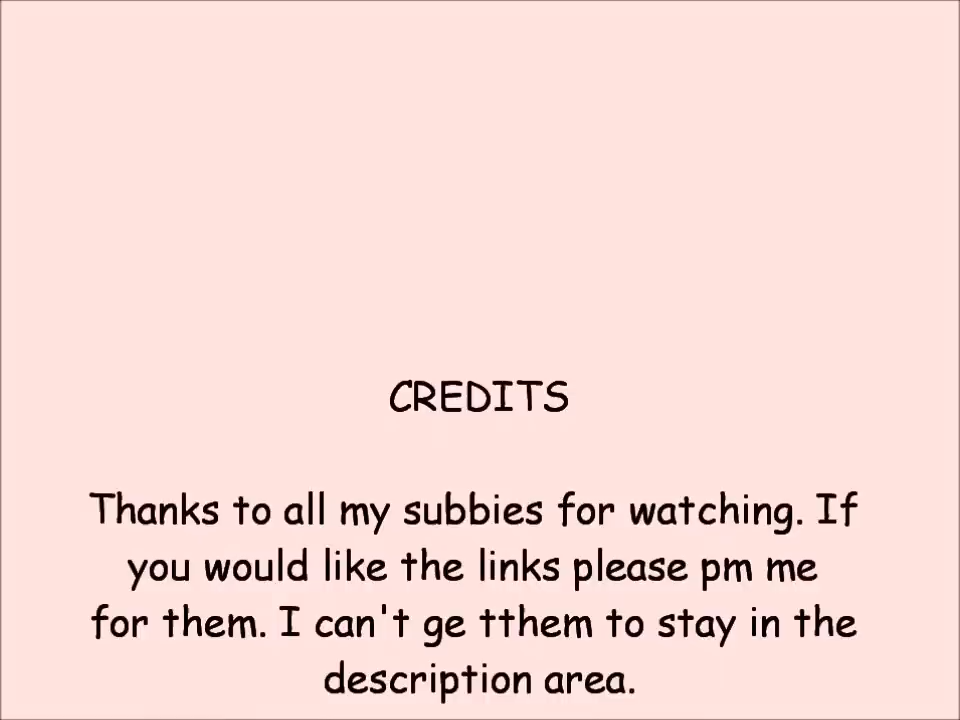 CREDITS
Thanks to all my subbies for watching. If
you would like the links please pm me
for them. I can't ge tthem to stay in the
description area.